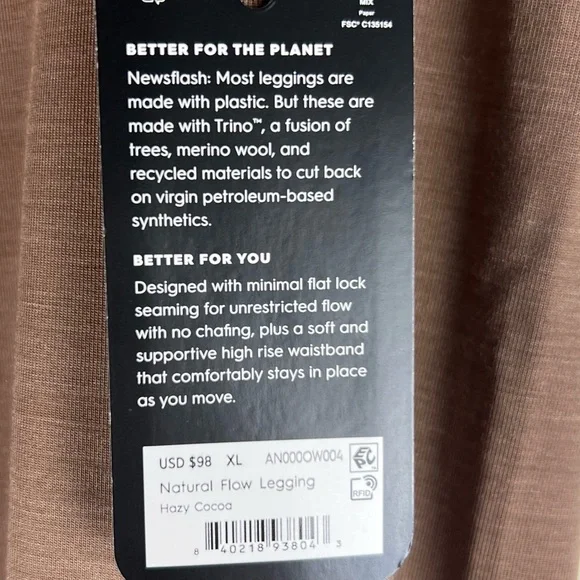 MIX
Paper
FSC® C135154
BETTER FOR THE PLANET
Newsflash: Most leggings are
made with plastic. But these are
made with Trino™, a fusion of
trees, merino wool, and
recycled materials to cut back
on virgin petroleum-based
synthetics.
BETTER FOR YOU
Designed with minimal flat lock
seaming for unrestricted flow
with no chafing, plus a soft and
supportive high rise waistband
that comfortably stays in place
as you move.
USD $98 XL AN000OW004
Natural Flow Legging
Hazy Cocoa
EPC
RFID
8 40218 93804 3